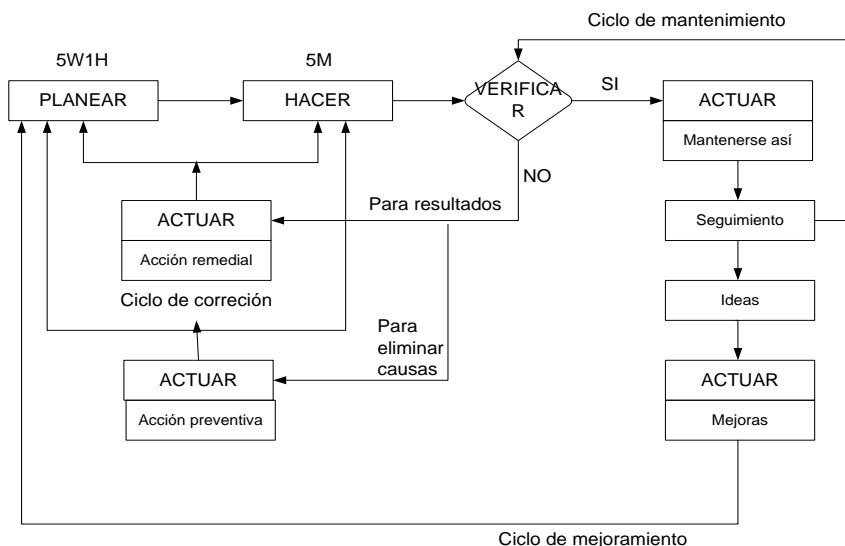 Ciclo de mantenimiento
5W1H
5M
PLANEAR
HACER
VERIFICA
R
SI
ACTUAR
Mantenerse así
NO
Para resultados
ACTUAR
Acción remedial
Seguimiento
Ciclo de correción
Ideas
Para
eliminar
causas
ACTUAR
Acción preventiva
ACTUAR
Mejoras
Ciclo de mejoramiento